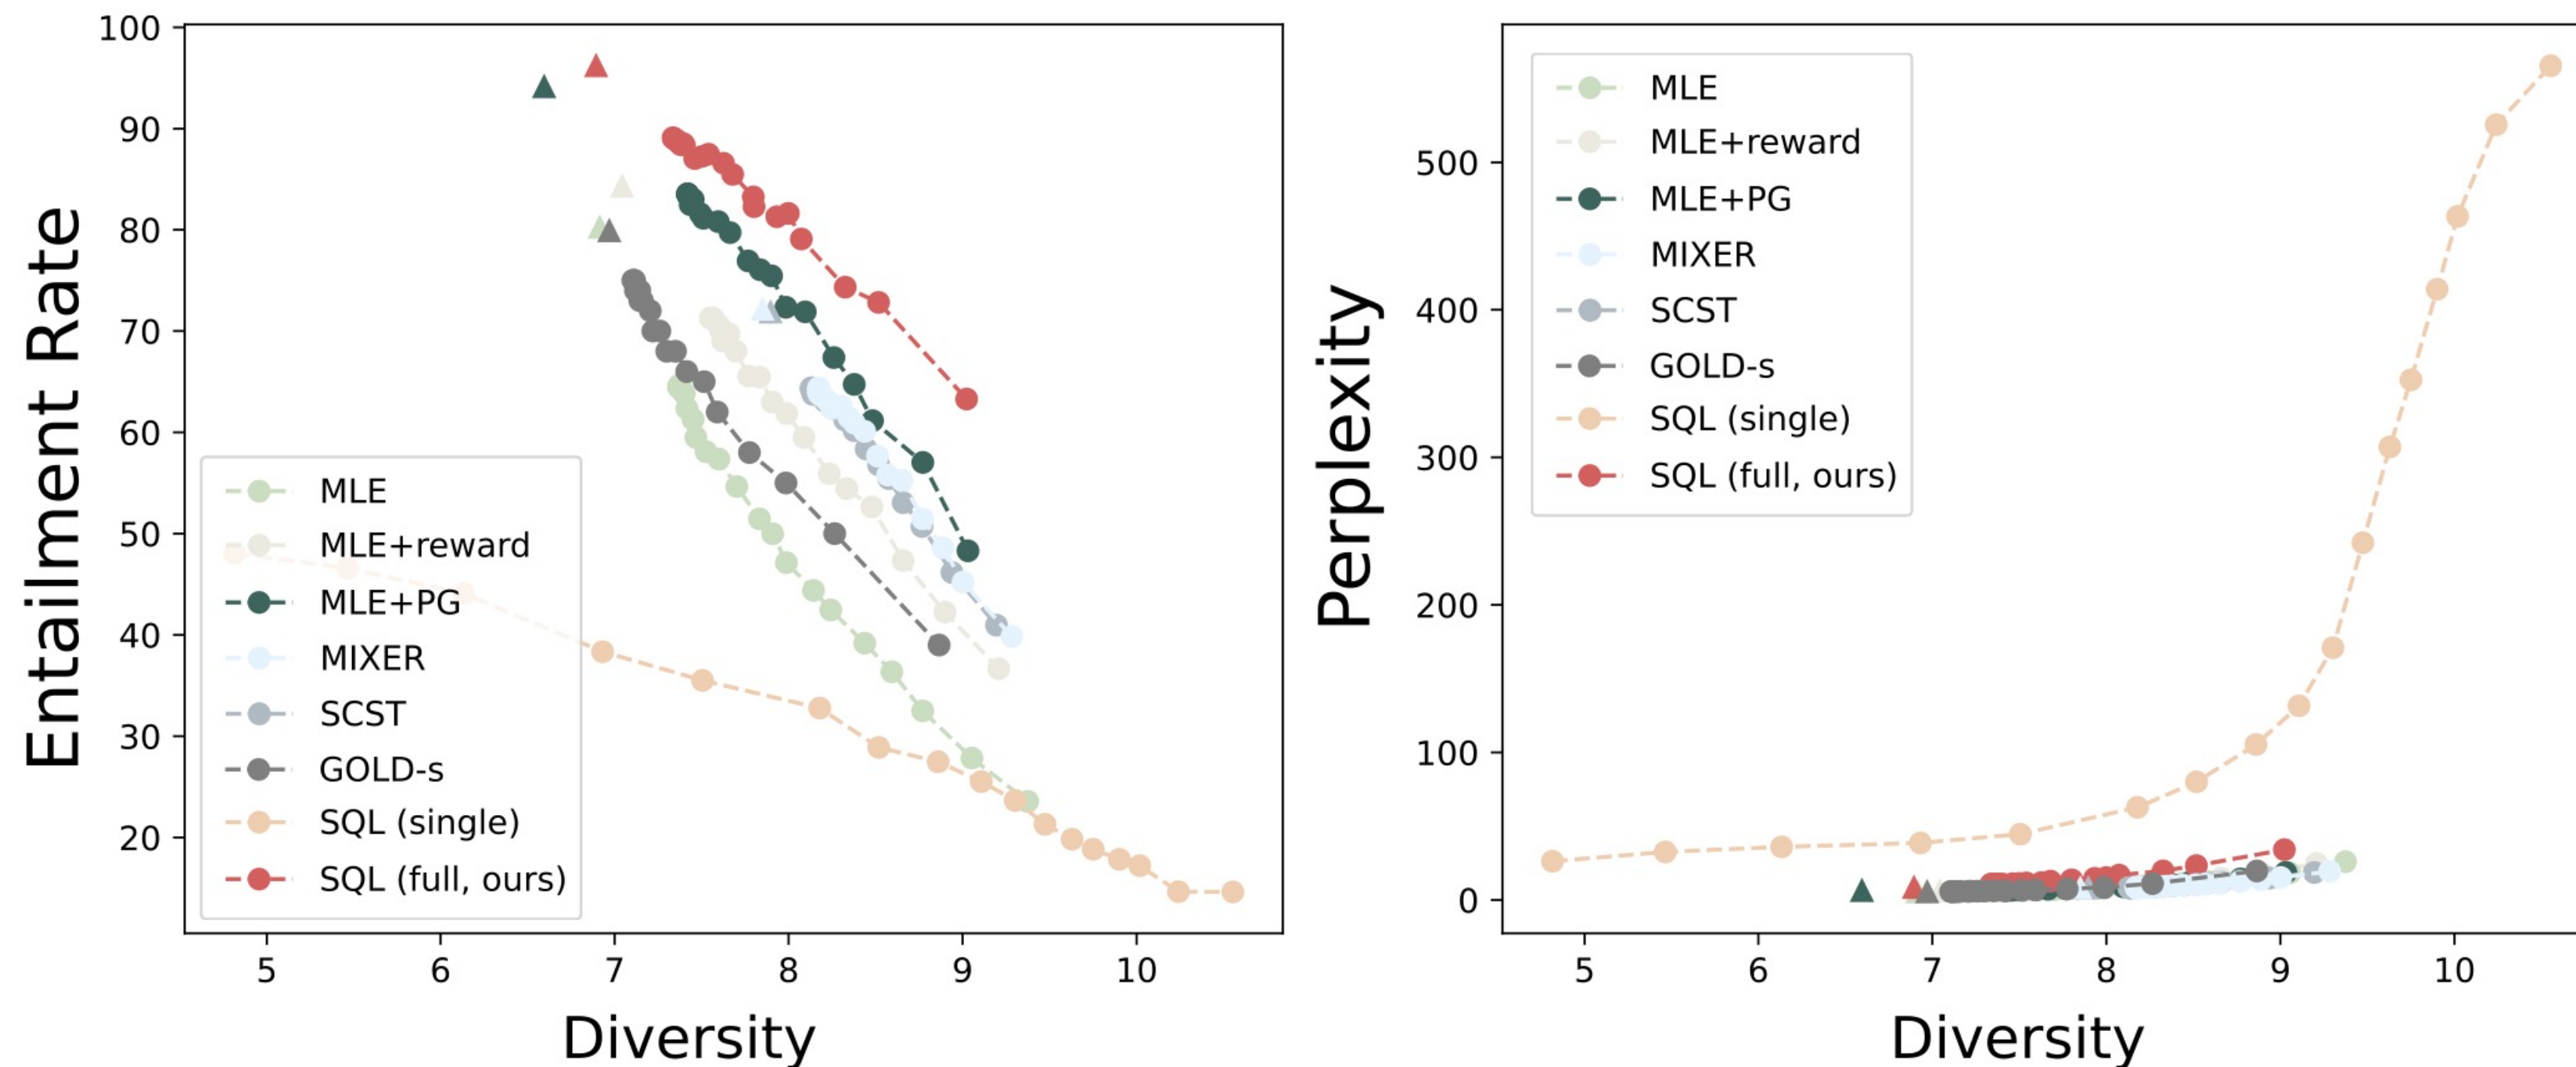 Entailment Rate
100
90
80
70
60
50
40
30
20
MLE
MLE+reward
MLE+PG
MIXER
SCST
GOLD-s
SQL (single)
SQL (full, ours)
5 6 7 8 9 10
Diversity
Perplexity
500
400
300
200
100
0
MLE
MLE+reward
MLE+PG
MIXER
SCST
GOLD-s
SQL (single)
SQL (full, ours)
5 6 7 8 9 10
Diversity